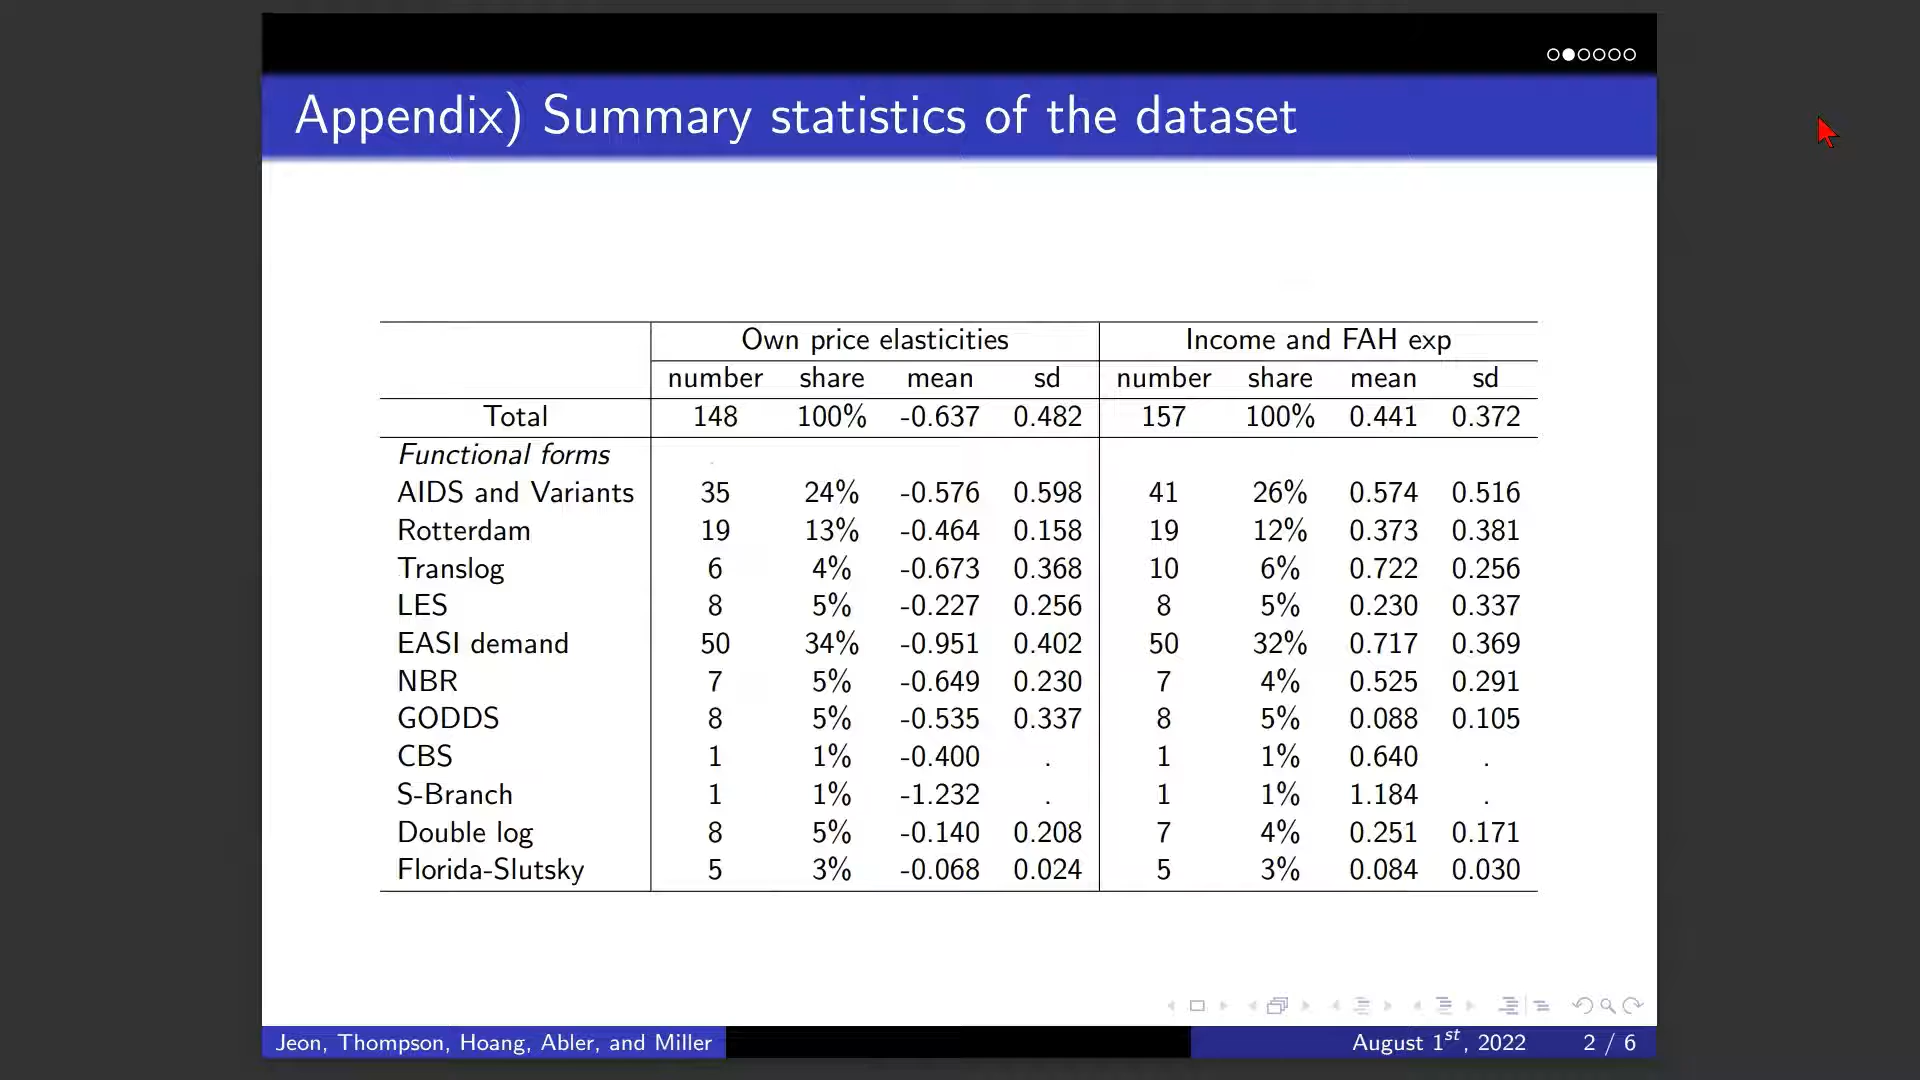 Appendix) Summary statistics of the dataset
Own price elasticities Income and FAH exp
number share mean sd number share mean sd
Total 148 100% -0.637 0.482 157 100% 0.441 0.372
Functional forms
AIDS and Variants 35 24% -0.576 0.598 41 26% 0.574 0.516
Rotterdam 19 13% -0.464 0.158 19 12% 0.373 0.381
Translog 6 4% -0.673 0.368 10 6% 0.722 0.256
LES 8 5% -0.227 0.256 8 5% 0.230 0.337
EASI demand 50 34% -0.951 0.402 50 32% 0.717 0.369
NBR 7 5% -0.649 0.230 7 4% 0.525 0.291
GODDS 8 5% -0.535 0.337 8 5% 0.088 0.105
CBS 1 1% -0.400 . 1 1% 0.640 .
S-Branch 1 1% -1.232 . 1 1% 1.184 .
Double log 8 5% -0.140 0.208 7 4% 0.251 0.171
Florida-Slutsky 5 3% -0.068 0.024 5 3% 0.084 0.030
Jeon, Thompson, Hoang, Abler, and Miller August 1st, 2022 2 / 6